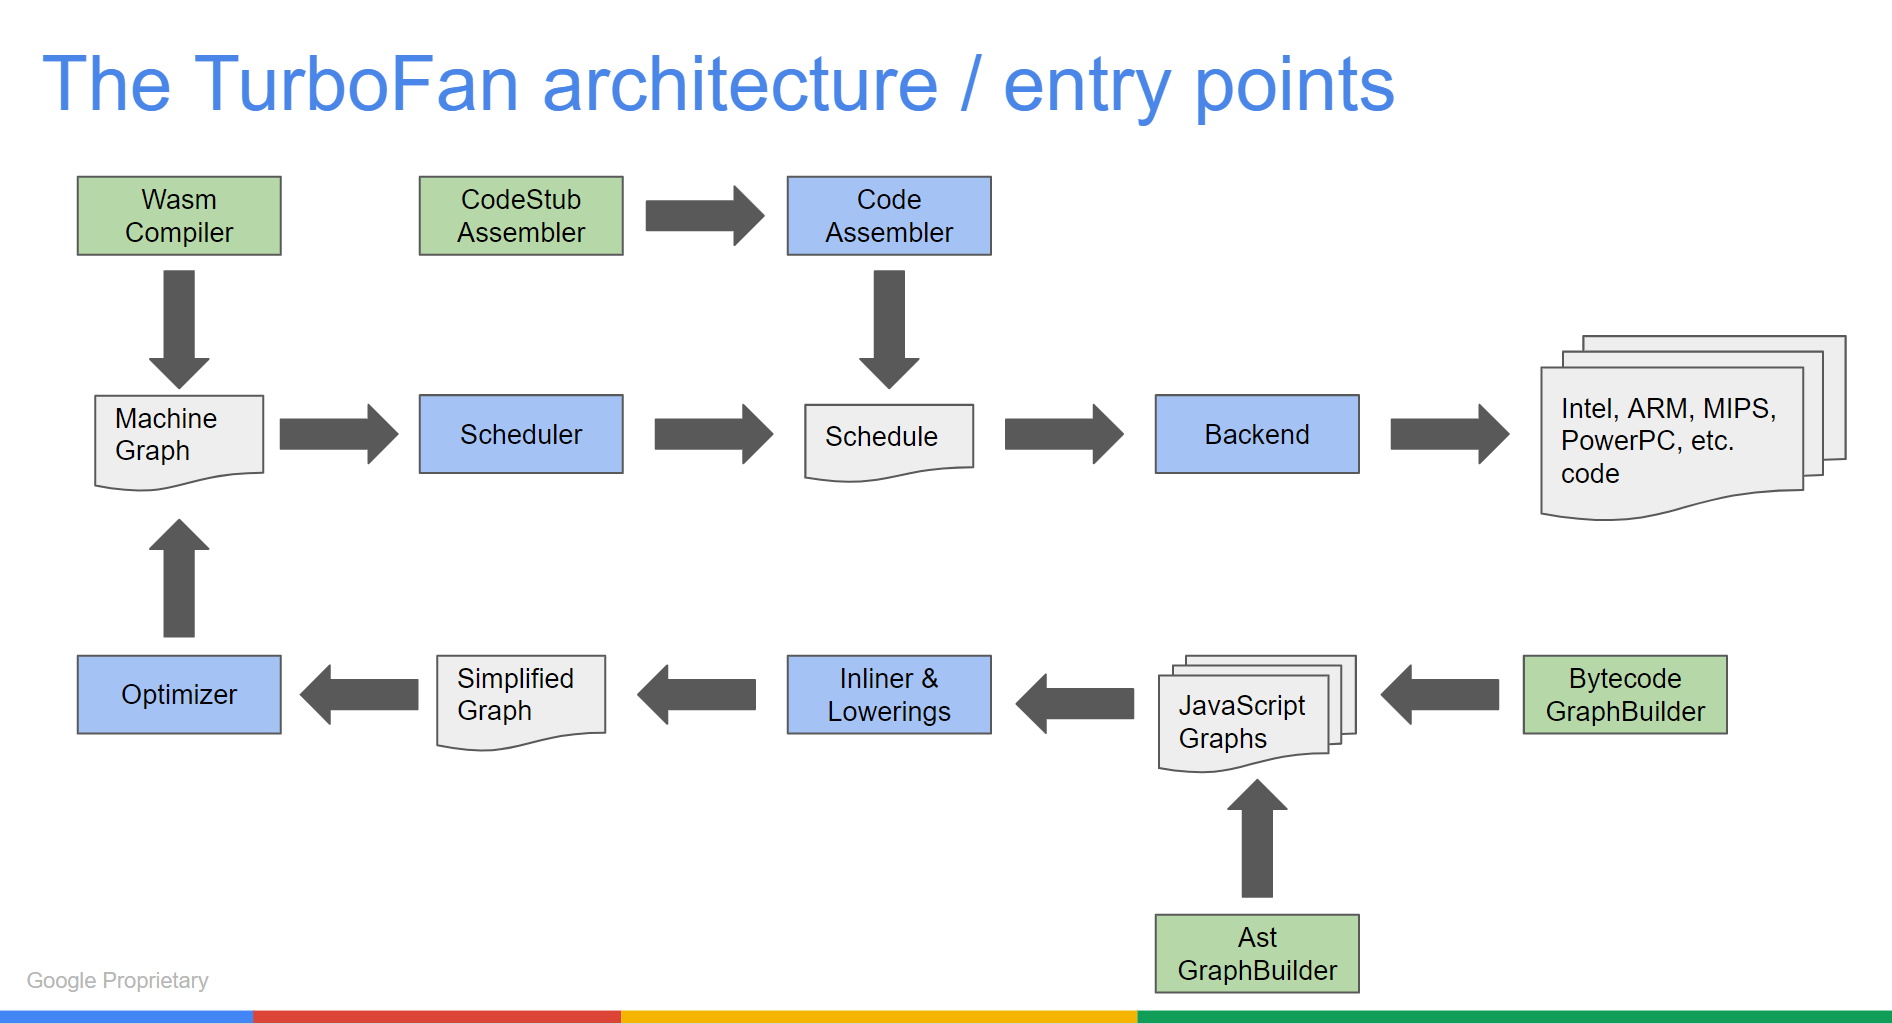 The TurboFan architecture / entry points
Wasm
Compiler
CodeStub
Assembler
Code
Assembler
Machine
Graph
Scheduler
Schedule
Backend
Intel, ARM, MIPS,
PowerPC, etc.
code
Optimizer
Simplified
Graph
Inliner &
Lowerings
JavaScript
Graphs
Bytecode
GraphBuilder
Ast
GraphBuilder
Google Proprietary